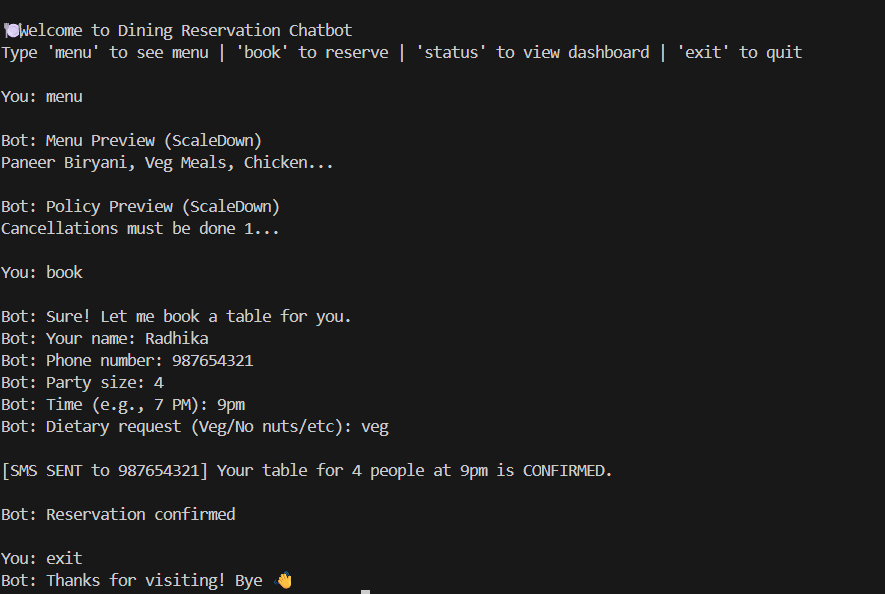 🍽Welcome to Dining Reservation Chatbot
Type 'menu' to see menu | 'book' to reserve | 'status' to view dashboard | 'exit' to quit
You: menu
Bot: Menu Preview (ScaleDown)
Paneer Biryani, Veg Meals, Chicken...
Bot: Policy Preview (ScaleDown)
Cancellations must be done 1...
You: book
Bot: Sure! Let me book a table for you.
Bot: Your name: Radhika
Bot: Phone number: 987654321
Bot: Party size: 4
Bot: Time (e.g., 7 PM): 9pm
Bot: Dietary request (Veg/No nuts/etc): veg
[SMS SENT to 987654321] Your table for 4 people at 9pm is CONFIRMED.
Bot: Reservation confirmed
You: exit
Bot: Thanks for visiting! Bye 👋